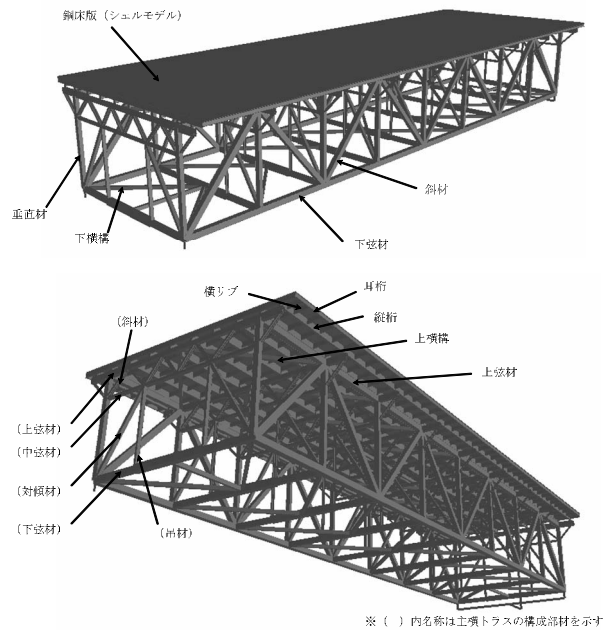 鋼床版（シェルモデル）
斜材
垂直材
下横構
下弦材
横リブ
耳桁
縦桁
(斜材)
上横構
上弦材
(上弦材)
(中弦材)
(対傾材)
(下弦材)
(吊材)
※（　）内名称は主横トラスの構成部材を示す